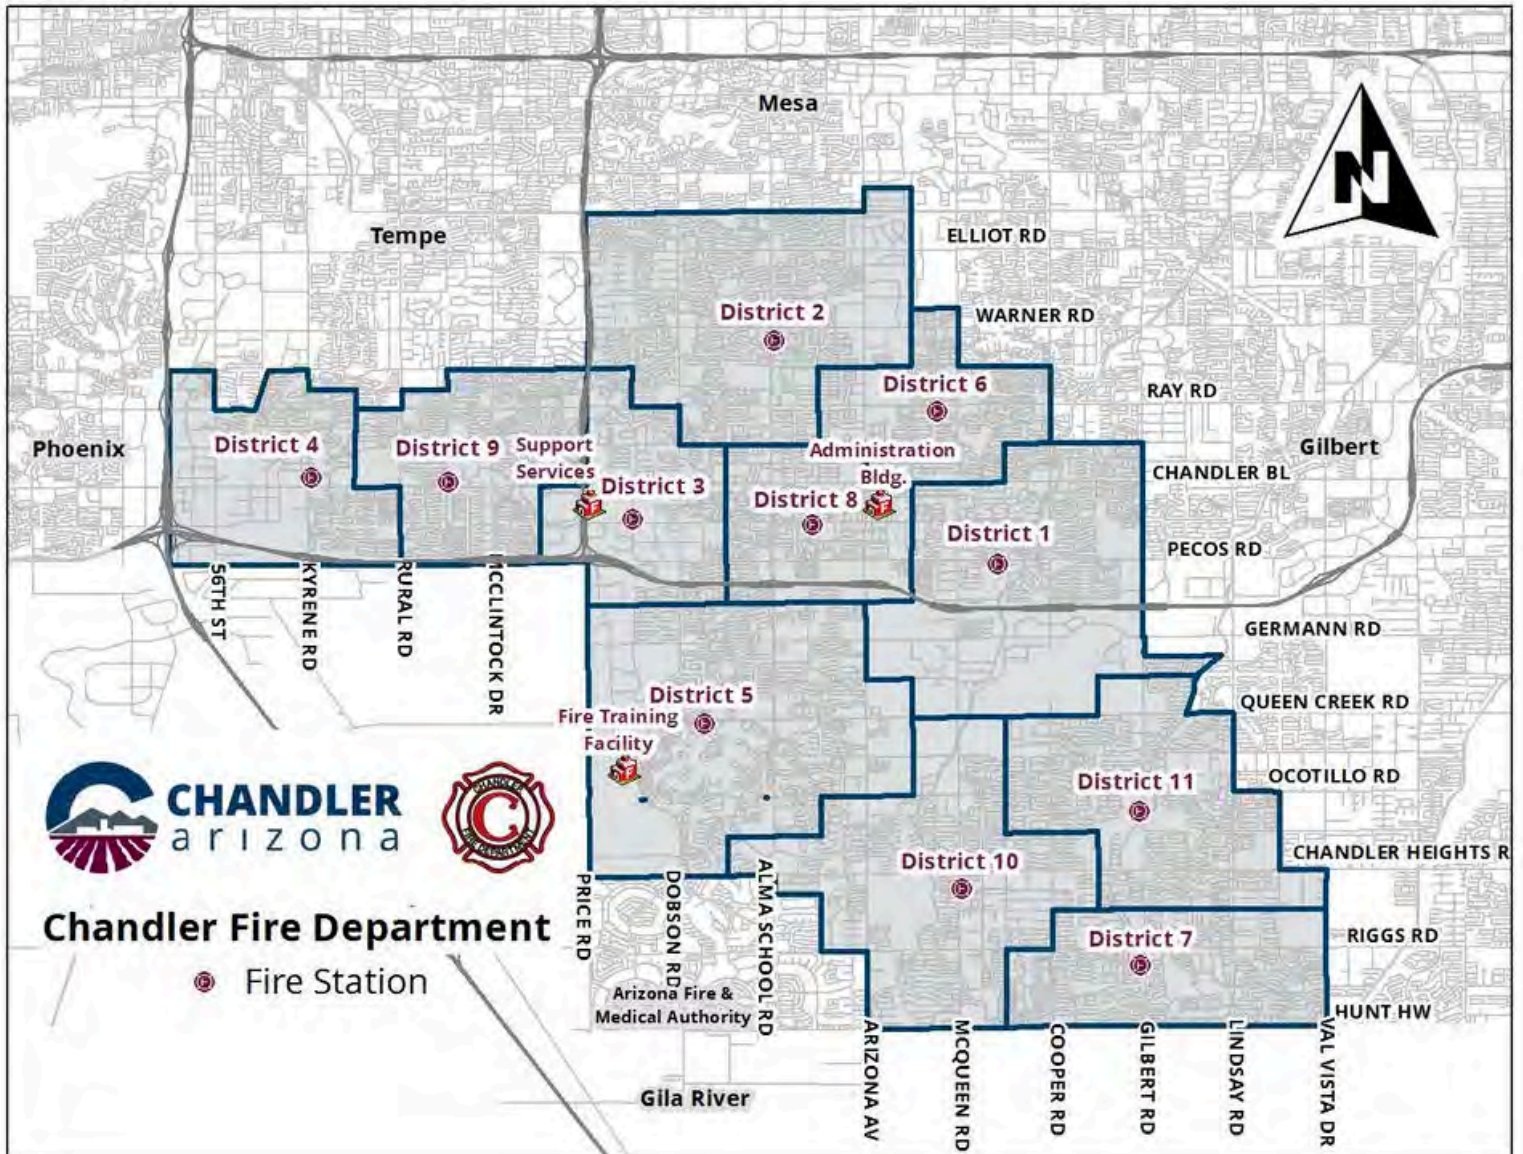 Mesa
N
Tempe
ELLIOT RD
District 2
WARNER RD
District 6
RAY RD
Phoenix
District 4
District 9
Support
Services
District 3
Administration
Bldg.
District 8
Gilbert
CHANDLER BL
District 1
PECOS RD
56TH ST
KYRENE RD
RURAL RD
MCCLINTOCK DR
GERMANN RD
District 5
QUEEN CREEK RD
Fire Training
Facility
District 11
OCOTILLO RD
CHANDLER
arizona
CHANDLER
C
FIRE DEPARTMENT
District 10
CHANDLER HEIGHTS R
PRICE RD
DOBSON RD
ALMA SCHOOL RD
Chandler Fire Department
Fire Station
District 7
RIGGS RD
Arizona Fire &
Medical Authority
HUNT HW
ARIZONA AV
MCQUEEN RD
COOPER RD
GILBERT RD
LINDSAY RD
VAL VISTA DR
Gila River